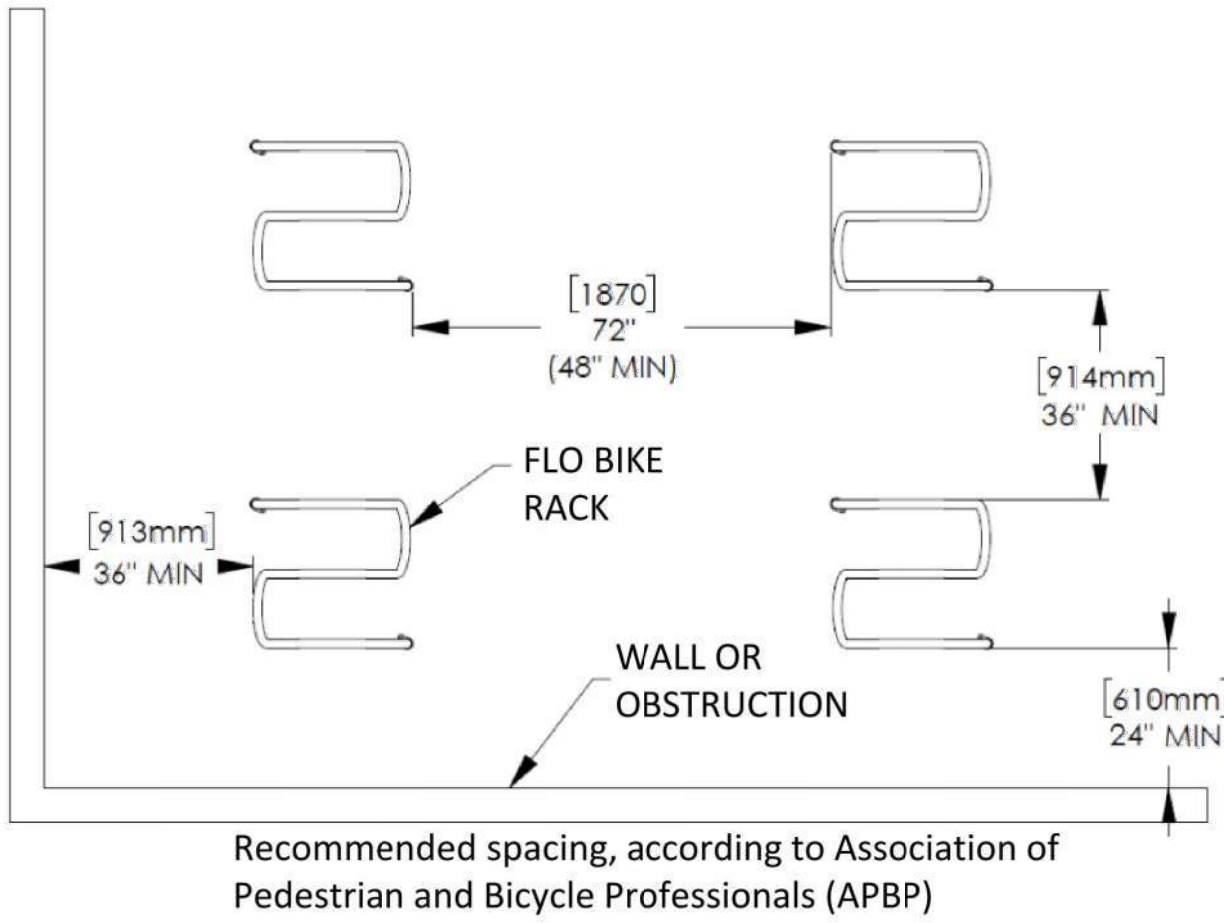 [1870]
72"
(48" MIN)
[914mm]
36" MIN
FLO BIKE
RACK
[913mm]
36" MIN
WALL OR
OBSTRUCTION
[610mm]
24" MIN
Recommended spacing, according to Association of
Pedestrian and Bicycle Professionals (APBP)